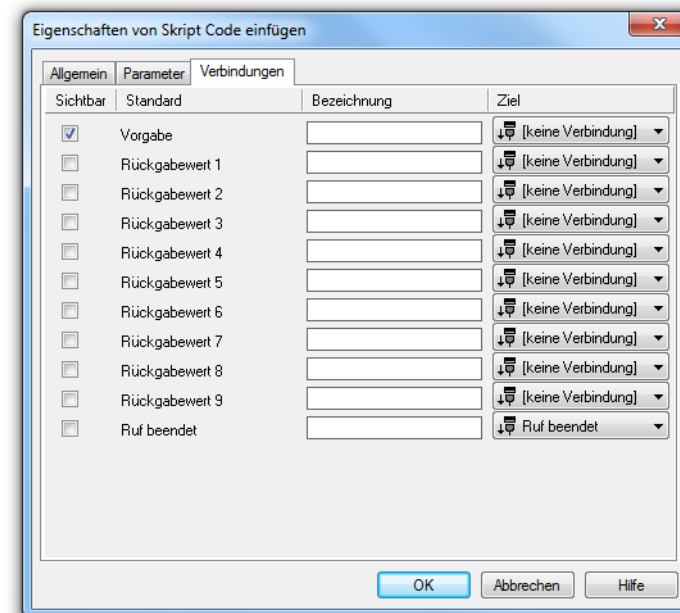 Eigenschaften von Skript Code einfügen
Allgemein Parameter Verbindungen
Sichtbar Standard Bezeichnung Ziel
Vorgabe [keine Verbindung]
Rückgabewert 1 [keine Verbindung]
Rückgabewert 2 [keine Verbindung]
Rückgabewert 3 [keine Verbindung]
Rückgabewert 4 [keine Verbindung]
Rückgabewert 5 [keine Verbindung]
Rückgabewert 6 [keine Verbindung]
Rückgabewert 7 [keine Verbindung]
Rückgabewert 8 [keine Verbindung]
Rückgabewert 9 [keine Verbindung]
Ruf beendet Ruf beendet
OK Abbrechen Hilfe